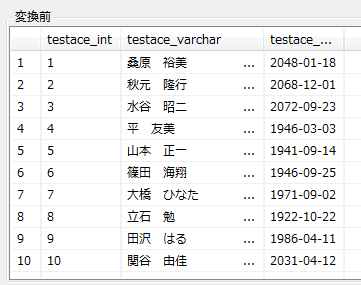 変換前
testace_int testace_varchar testace_...
1 1 桑原　裕美 ... 2048-01-18
2 2 秋元　隆行 ... 2068-12-01
3 3 水谷　昭二 ... 2072-09-23
4 4 平　友美 ... 1946-03-03
5 5 山本　正一 ... 1941-09-14
6 6 篠田　海翔 ... 1946-09-25
7 7 大橋　ひなた ... 1971-09-02
8 8 立石　勉 ... 1922-10-22
9 9 田沢　はる ... 1986-04-11
10 10 関谷　由佳 ... 2031-04-12